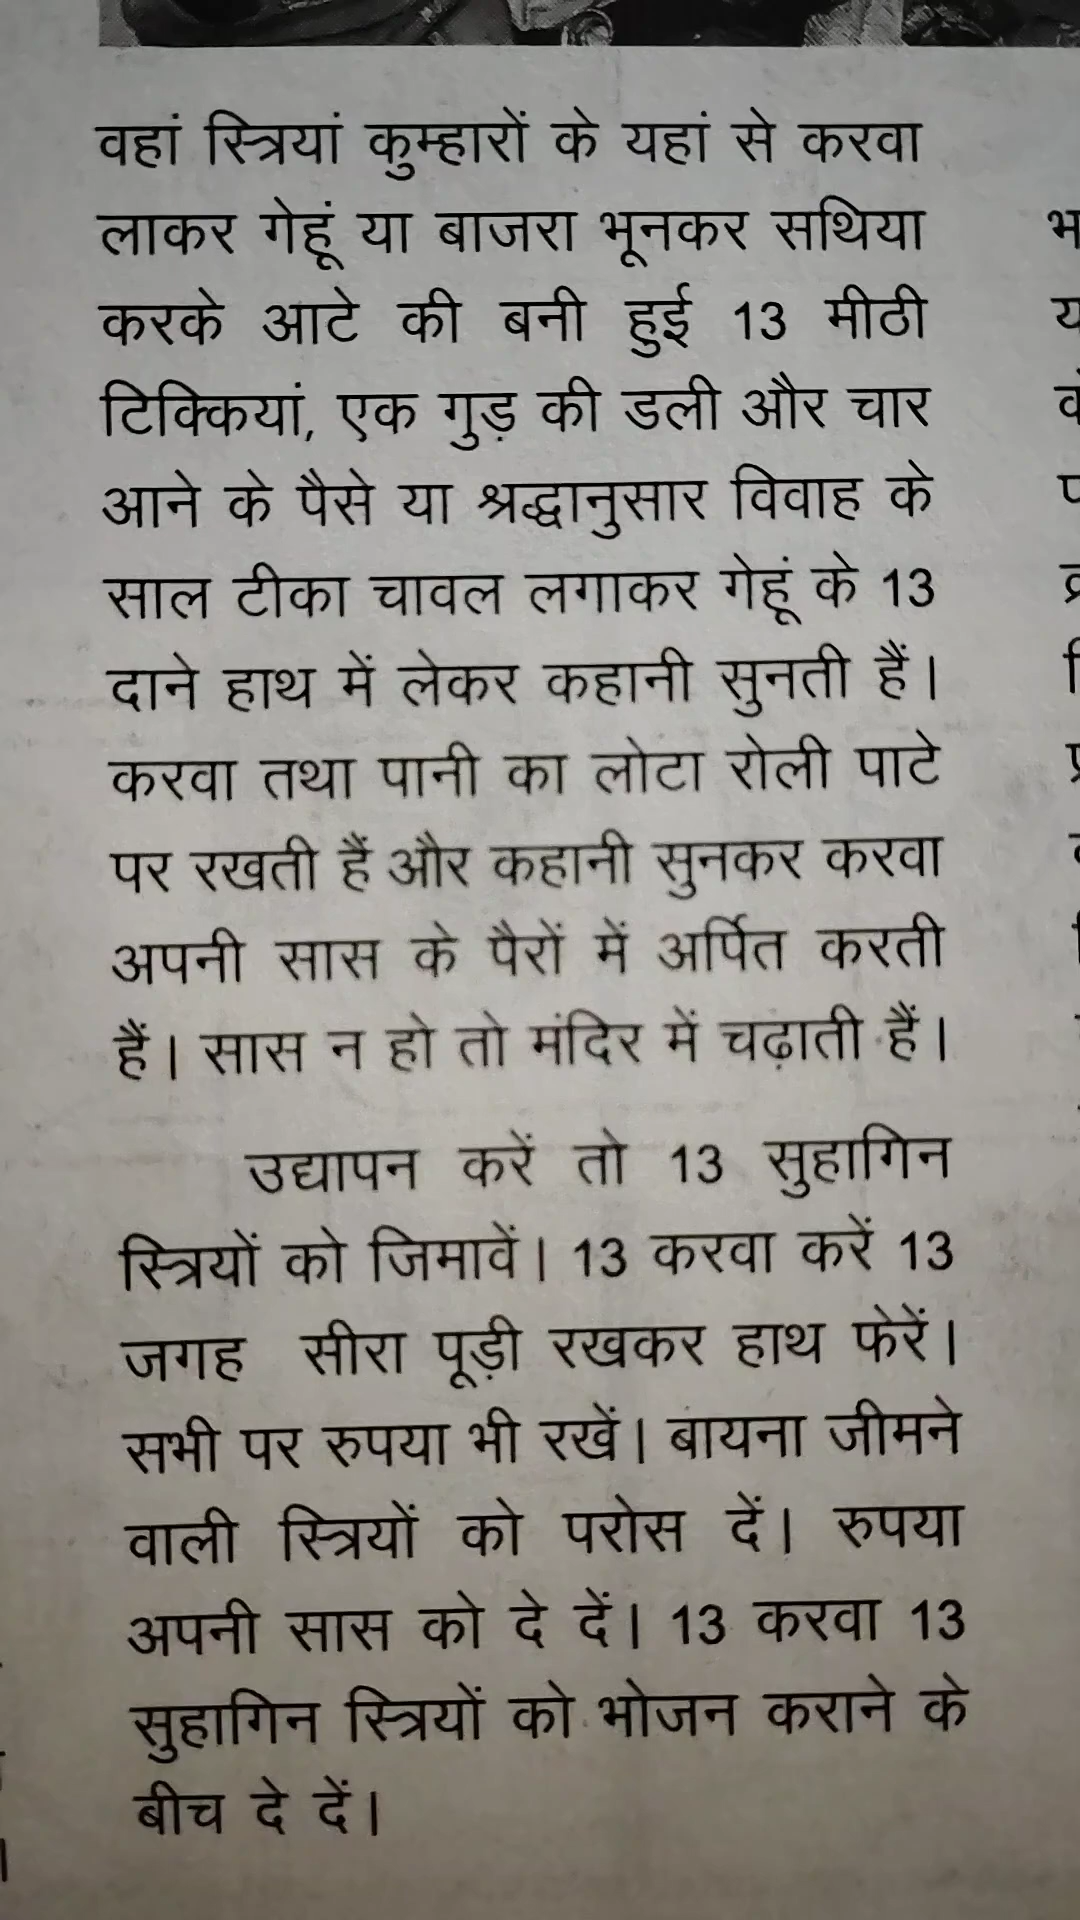 वहां स्त्रियां कुम्हारों के यहां से करवा
लाकर गेहूं या बाजरा भूनकर सथिया
करके आटे की बनी हुई 13 मीठी
टिक्कियां, एक गुड़ की डली और चार
आने के पैसे या श्रद्धानुसार विवाह के
साल टीका चावल लगाकर गेहूं के 13
दाने हाथ में लेकर कहानी सुनती हैं।
करवा तथा पानी का लोटा रोली पाटे
पर रखती हैं और कहानी सुनकर करवा
अपनी सास के पैरों में अर्पित करती
हैं। सास न हो तो मंदिर में चढ़ाती हैं।
उद्यापन करें तो 13 सुहागिन
स्त्रियों को जिमावें। 13 करवा करें 13
जगह सीरा पूड़ी रखकर हाथ फेरें।
सभी पर रुपया भी रखें। बायना जीमने
वाली स्त्रियों को परोस दें। रुपया
अपनी सास को दे दें। 13 करवा 13
सुहागिन स्त्रियों को भोजन कराने के
बीच दे दें।